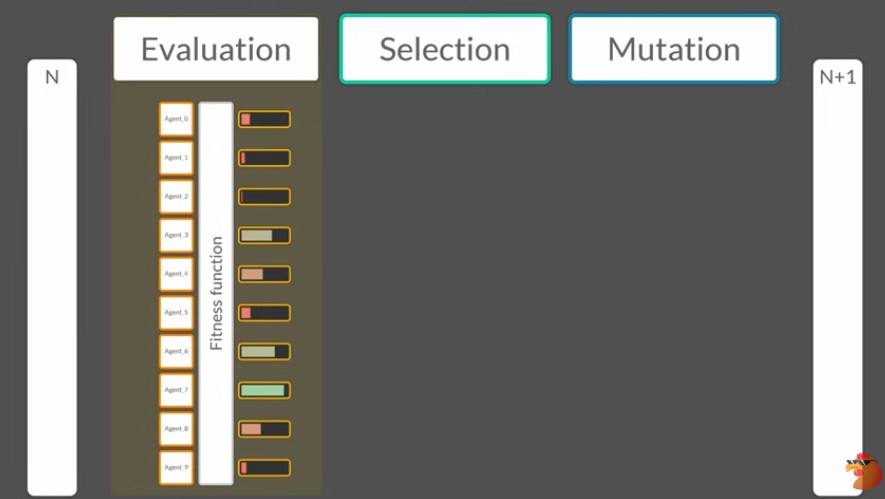 Evaluation
Selection
Mutation
N
N+1
Agent_0
Agent_1
Agent_2
Agent_3
Agent_4
Agent_5
Agent_6
Agent_7
Agent_8
Agent_9
Fitness function